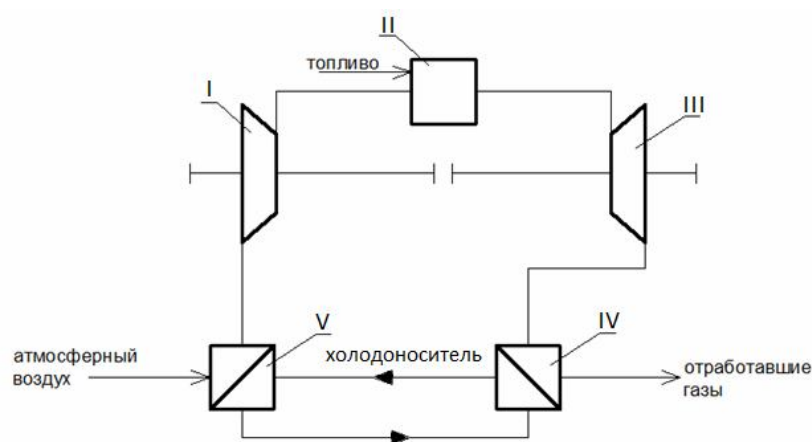 II
топливо
I
III
V
IV
холодоноситель
атмосферный
воздух
отработавшие
газы